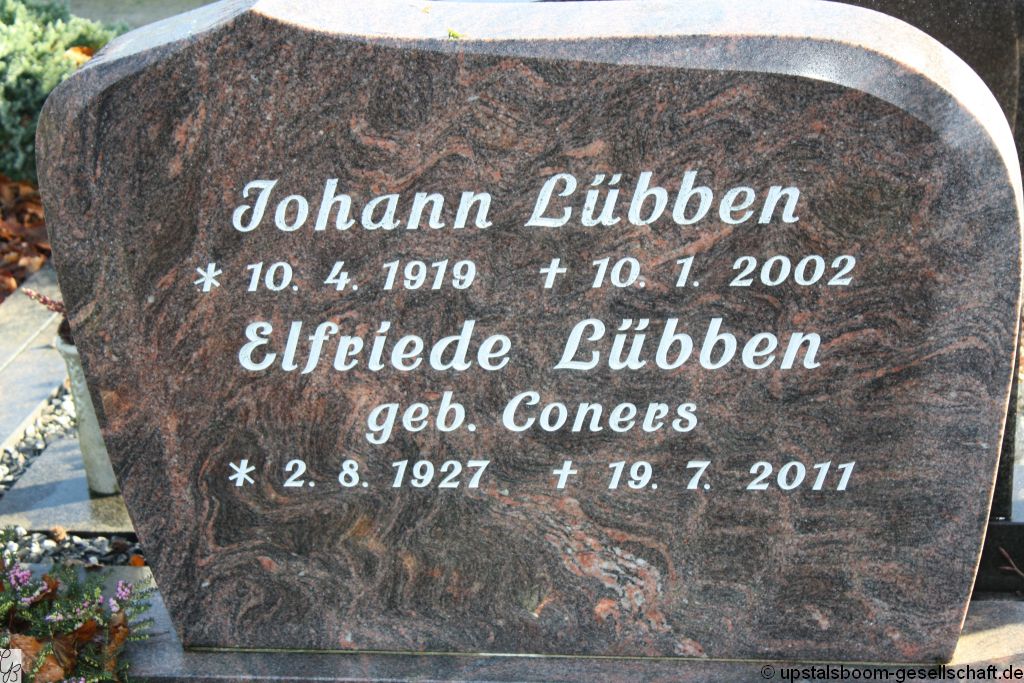 Johann Lübben
* 10. 4. 1919 † 10. 1. 2002
Elfriede Lübben
geb. Coners
* 2. 8. 1927 † 19. 7. 2011
© upstalsboom-gesellschaft.de